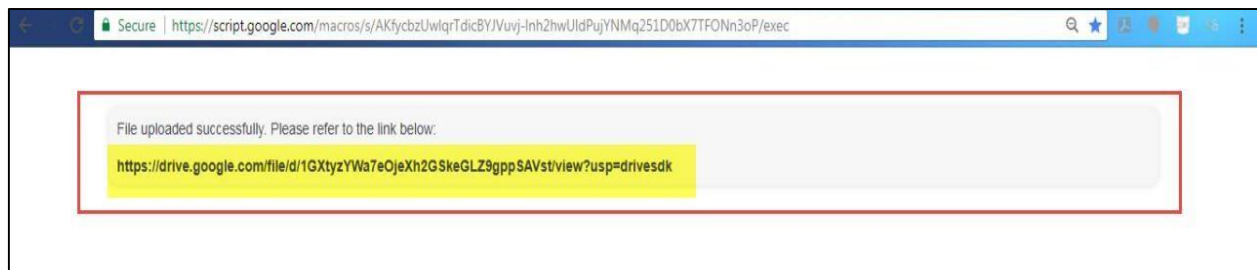 Secure | https://script.google.com/macros/s/AKfycbzUwlqrTdicBYJVuvj-lnh2hwUldPujYNMq251D0bX7TFONn3oP/exec
File uploaded successfully. Please refer to the link below:
https://drive.google.com/file/d/1GXtyzYWa7eOjeXh2GSkeGLZ9gppSAVst/view?usp=drivesdk